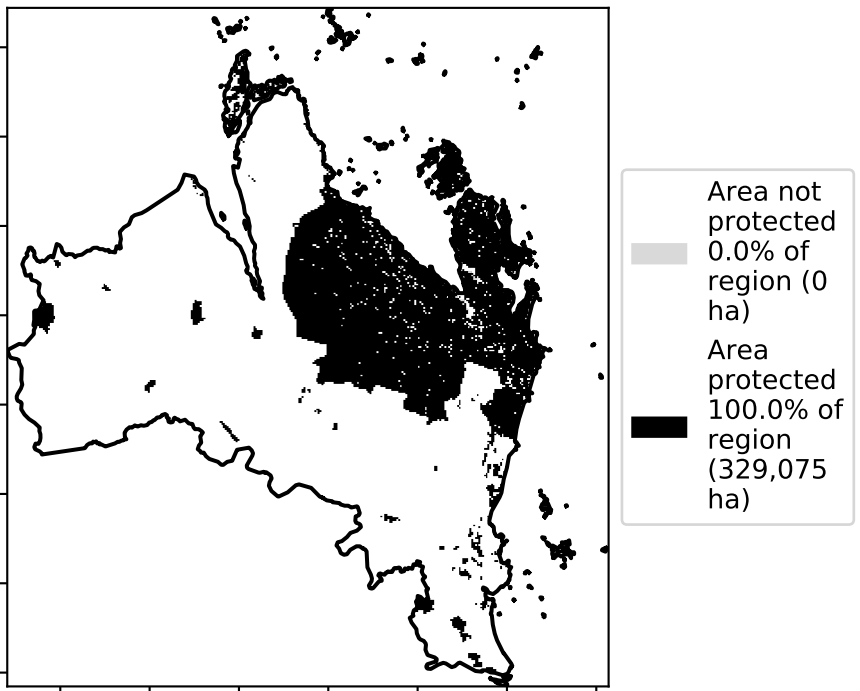 Area not
protected
0.0% of
region (0
ha)
Area
protected
100.0% of
region
(329,075
ha)